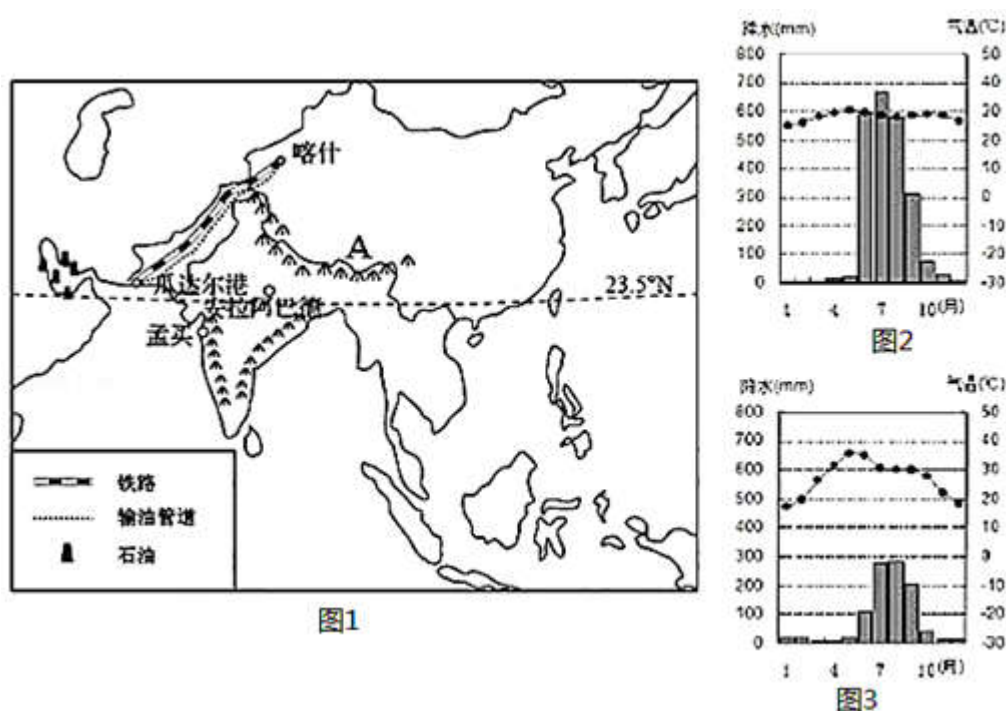 喀什
A
瓜达尔港
23.5°N
安拉阿巴德
孟买
铁路
输油管道
石油
图1
降水(mm) 气温(℃)
800 50
700 40
600 30
500 20
400 10
300 0
200 -10
100 -20
0 -30
1 4 7 10(月)
图2
降水(mm) 气温(℃)
800 50
700 40
600 30
500 20
400 10
300 0
200 -10
100 -20
0 -30
1 4 7 10(月)
图3